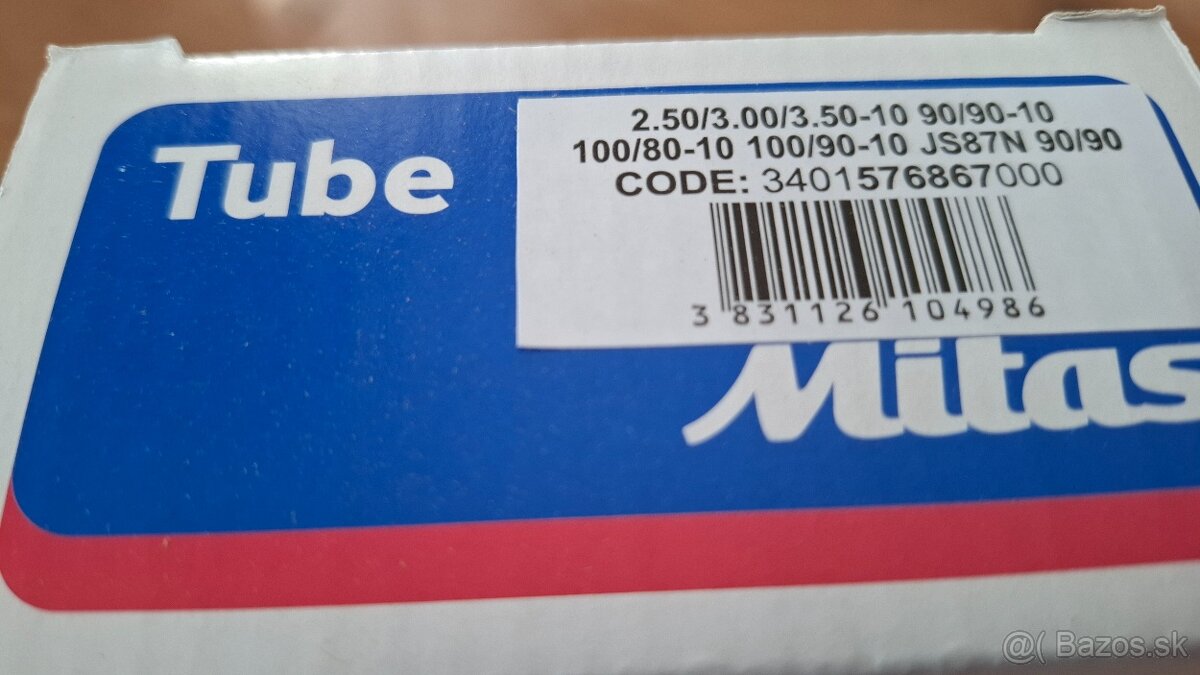 Tube
2.50/3.00/3.50-10 90/90-10
100/80-10 100/90-10 JS87N 90/90
CODE: 3401576867000
3 831126 104986
Mitas
@( Bazos.sk